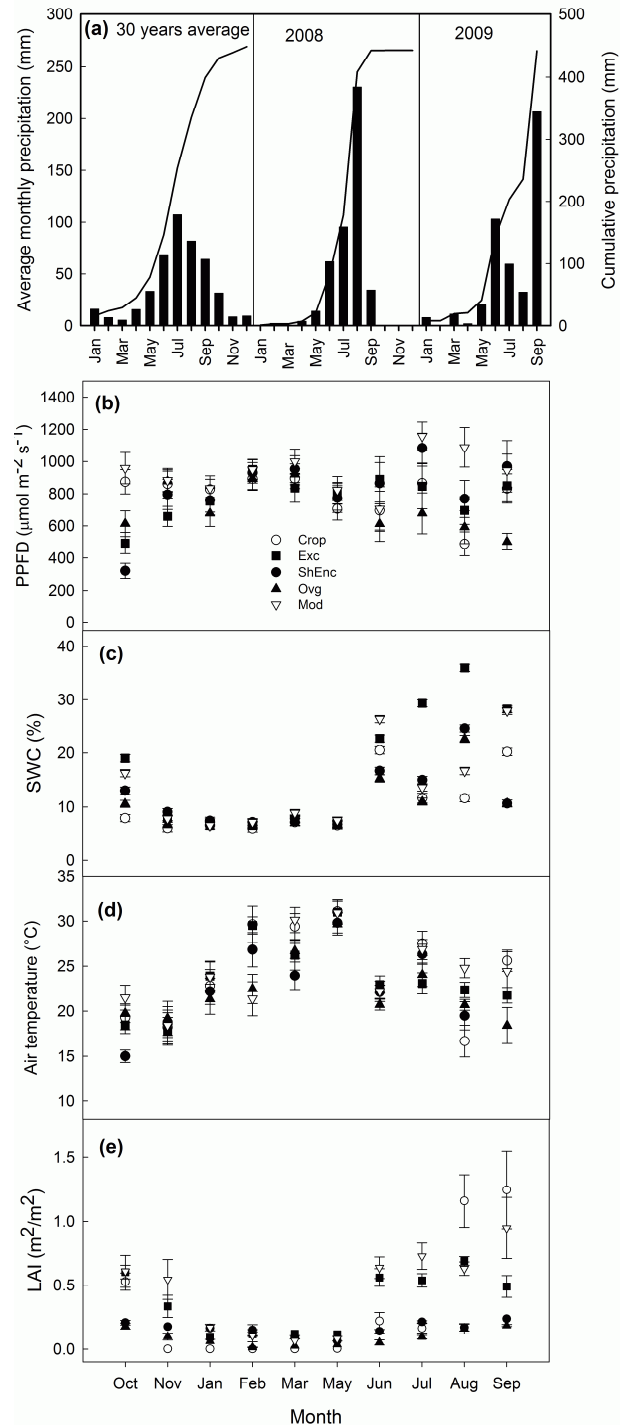 (a) 30 years average 2008 2009
Average monthly precipitation (mm)
300
250
200
150
100
50
0
Cumulative precipitation (mm)
500
400
300
200
100
0
Jan Mar May Jul Sep Nov Jan Mar May Jul Sep Nov Jan Mar May Jul Sep
(b)
PPFD (μmol m⁻² s⁻¹)
1400
1200
1000
800
600
400
200
0
Crop
Exc
ShEnc
Ovg
Mod
(c)
SWC (%)
40
30
20
10
0
(d)
Air temperature (°C)
35
30
25
20
15
10
(e)
LAI (m²/m²)
1.5
1.0
0.5
0.0
Oct Nov Jan Feb Mar May Jun Jul Aug Sep
Month